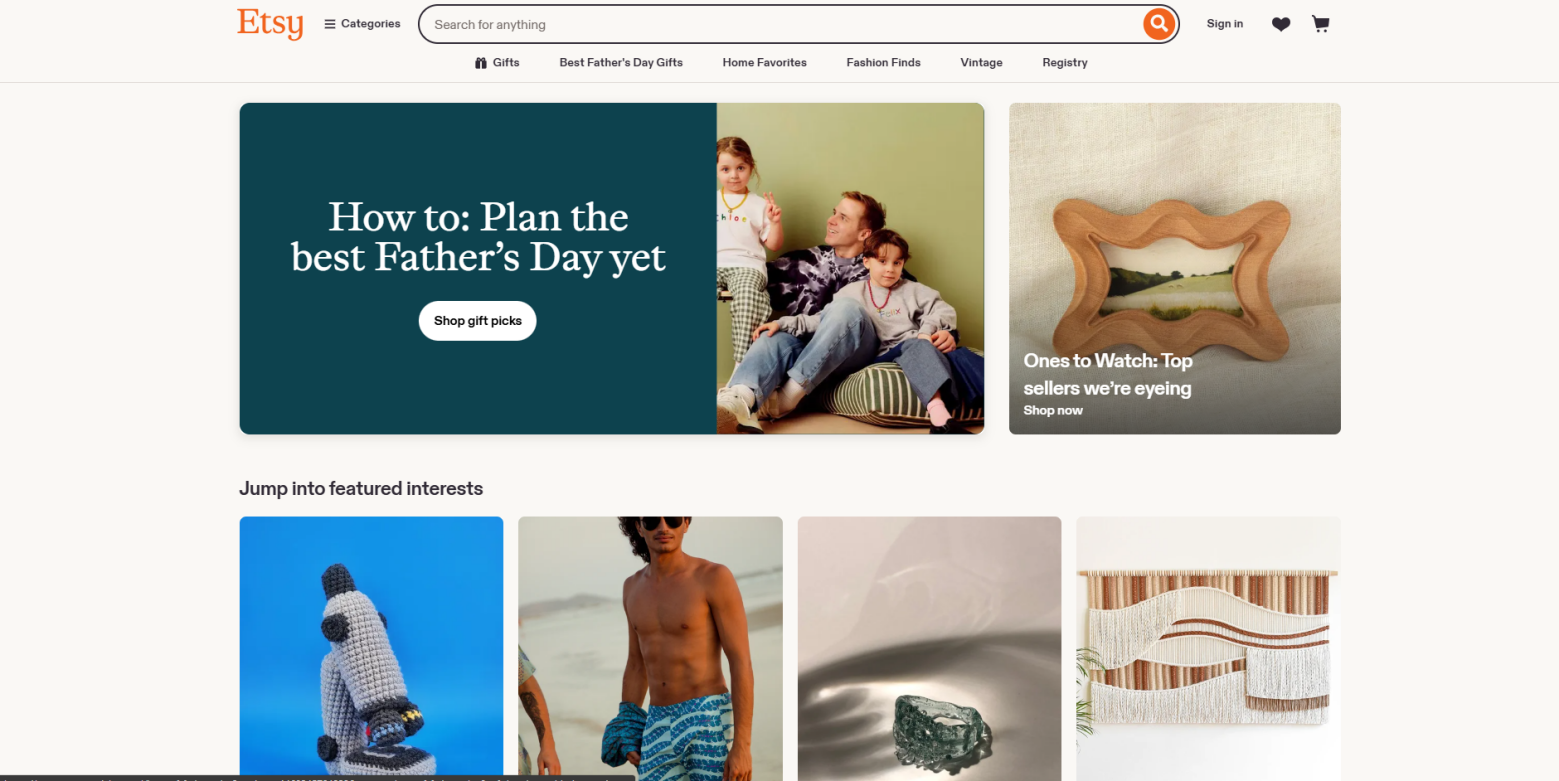 Etsy
Categories
Search for anything
Sign in
Gifts
Best Father's Day Gifts
Home Favorites
Fashion Finds
Vintage
Registry
How to: Plan the
best Father’s Day yet
Shop gift picks
Ones to Watch: Top
sellers we’re eyeing
Shop now
Jump into featured interests